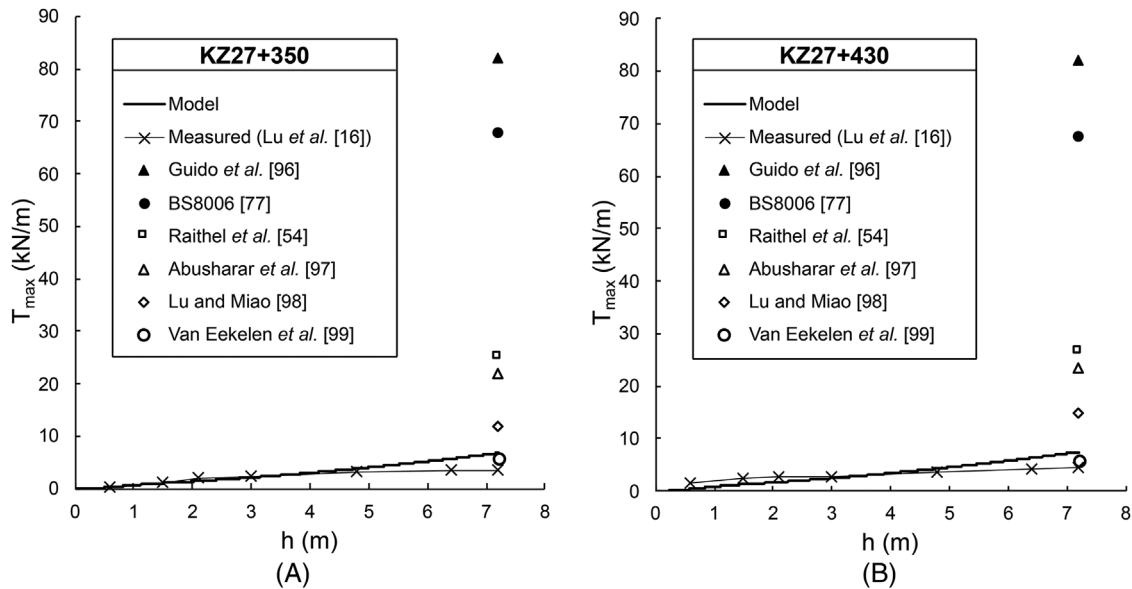 KZ27+350
Model
Measured (Lu et al. [16])
Guido et al. [96]
BS8006 [77]
Raithel et al. [54]
Abusharar et al. [97]
Lu and Miao [98]
Van Eekelen et al. [99]
Tmax (kN/m)
90
80
70
60
50
40
30
20
10
0
0 1 2 3 4 5 6 7 8
h (m)
(A)
KZ27+430
Model
Measured (Lu et al. [16])
Guido et al. [96]
BS8006 [77]
Raithel et al. [54]
Abusharar et al. [97]
Lu and Miao [98]
Van Eekelen et al. [99]
Tmax (kN/m)
90
80
70
60
50
40
30
20
10
0
0 1 2 3 4 5 6 7 8
h (m)
(B)